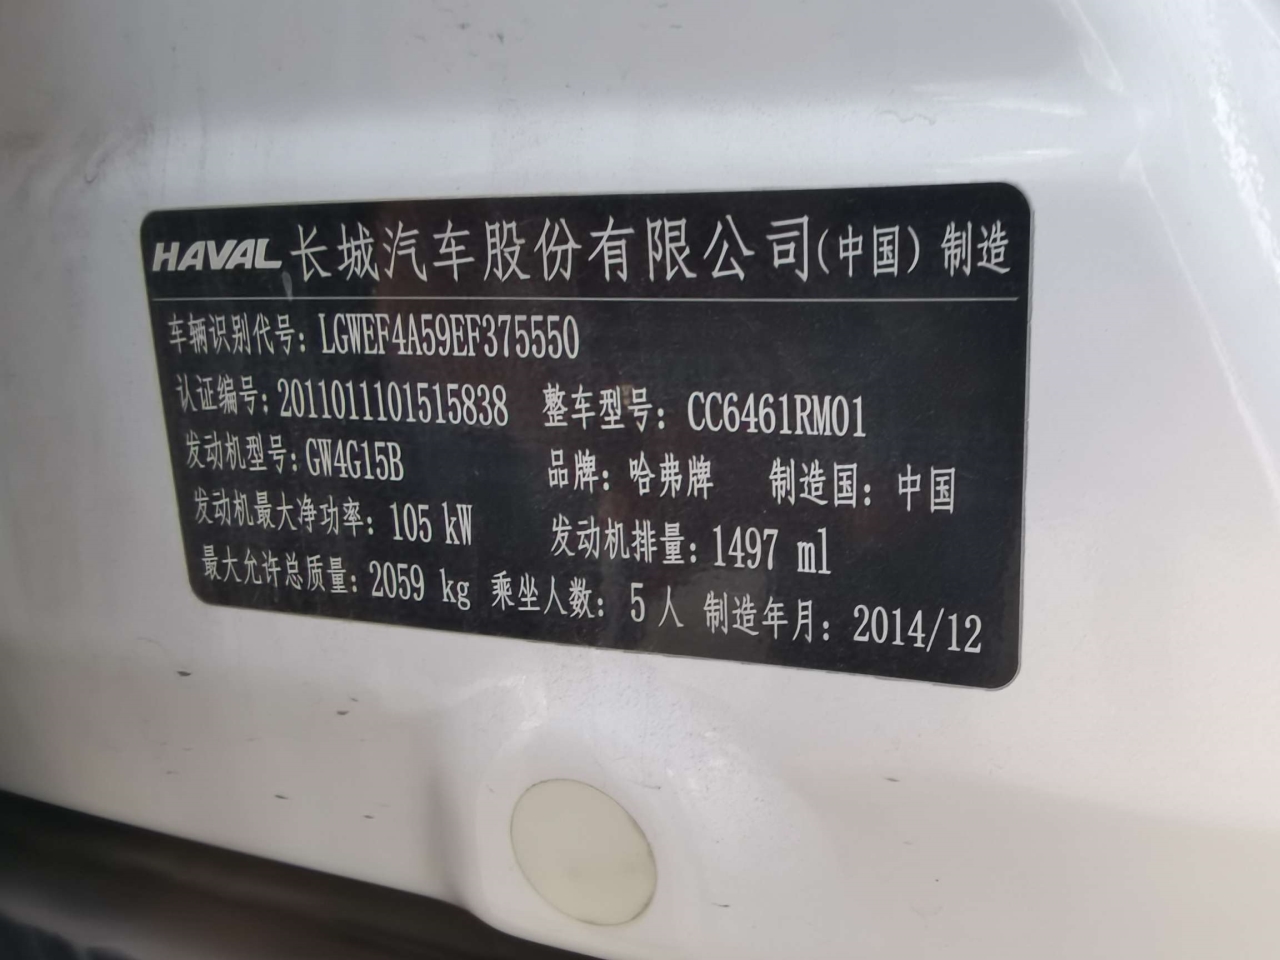 HAVAL 长城汽车股份有限公司(中国) 制造
车辆识别代号: LGWEF4A59EF375550
认证编号: 2011011101515838 整车型号: CC6461RM01
发动机型号: GW4G15B 品牌: 哈弗牌 制造国: 中国
发动机最大净功率: 105 kW 发动机排量: 1497 ml
最大允许总质量: 2059 kg 乘坐人数: 5 人 制造年月: 2014/12